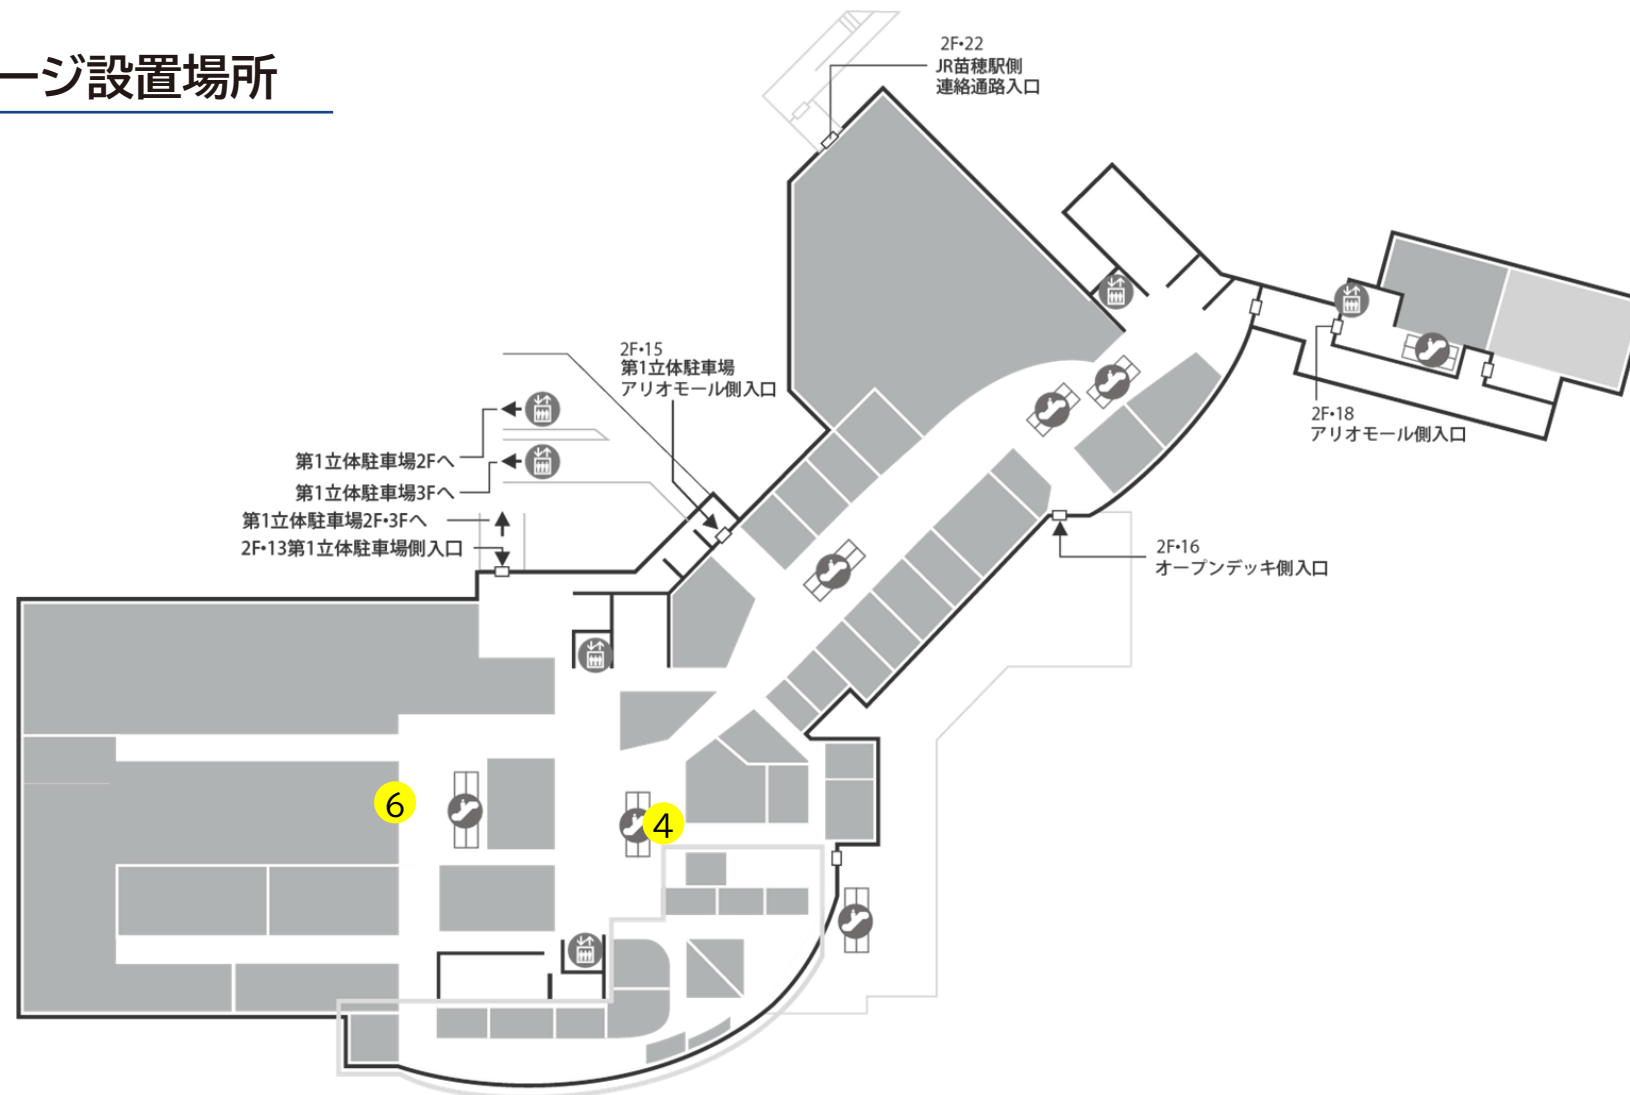 ージ設置場所
2F・22
JR苗穂駅側
連絡通路入口
2F・15
第1立体駐車場
アリオモール側入口
第1立体駐車場2Fへ
第1立体駐車場3Fへ
第1立体駐車場2F・3Fへ
2F・13第1立体駐車場側入口
2F・18
アリオモール側入口
2F・16
オープンデッキ側入口
6
4